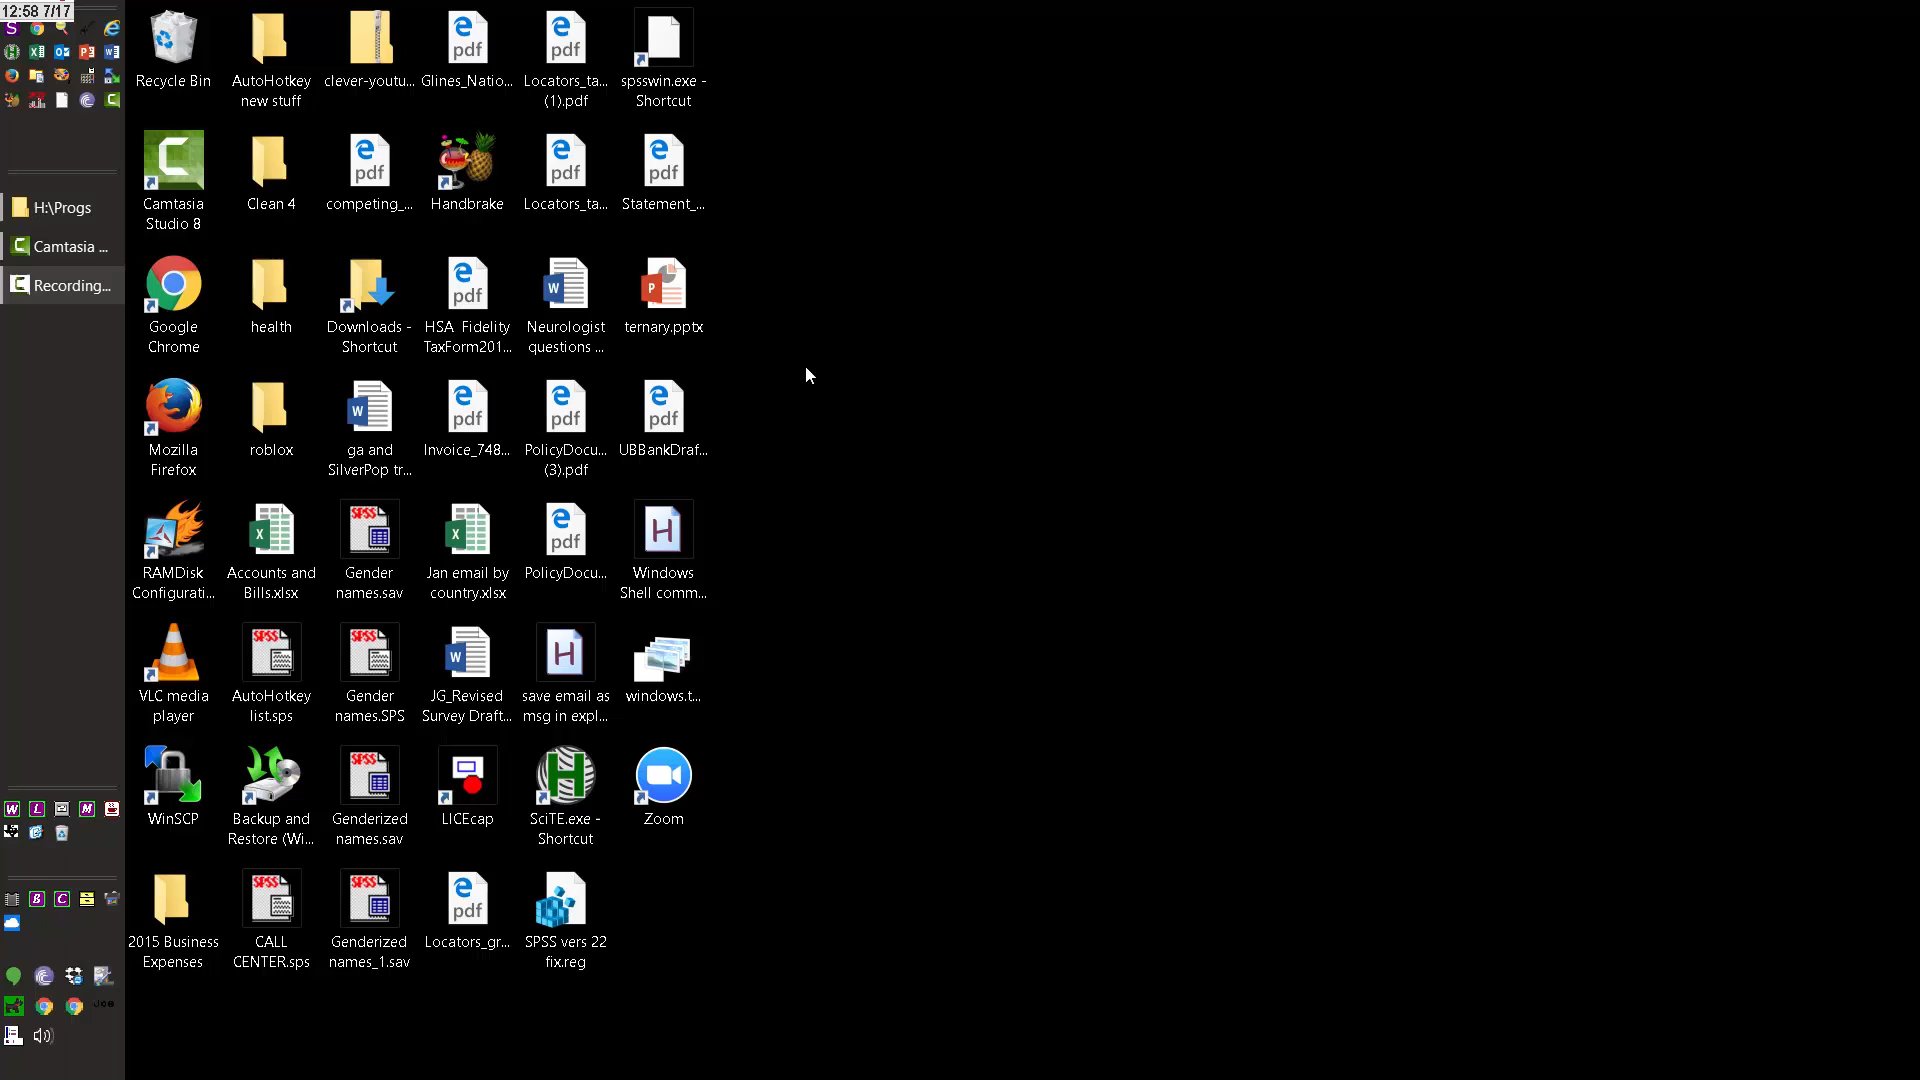 12:58 7/17
H:\Progs
Camtasia ...
Recording...
Recycle Bin
AutoHotkey
new stuff
clever-youtu...
Glines_Natio...
Locators_ta...
(1).pdf
spsswin.exe -
Shortcut
Camtasia
Studio 8
Clean 4
competing_...
Handbrake
Locators_ta...
Statement_...
Google
Chrome
health
Downloads -
Shortcut
HSA Fidelity
TaxForm201...
Neurologist
questions ...
ternary.pptx
Mozilla
Firefox
roblox
ga and
SilverPop tr...
Invoice_748...
PolicyDocu...
(3).pdf
UBBankDraf...
RAMDisk
Configurati...
Accounts and
Bills.xlsx
Gender
names.sav
Jan email by
country.xlsx
PolicyDocu...
Windows
Shell comm...
VLC media
player
AutoHotkey
list.sps
Gender
names.SPS
JG_Revised
Survey Draft...
save email as
msg in expl...
windows.t...
WinSCP
Backup and
Restore (Wi...
Genderized
names.sav
LICEcap
SciTE.exe -
Shortcut
Zoom
2015 Business
Expenses
CALL
CENTER.sps
Genderized
names_1.sav
Locators_gr...
SPSS vers 22
fix.reg